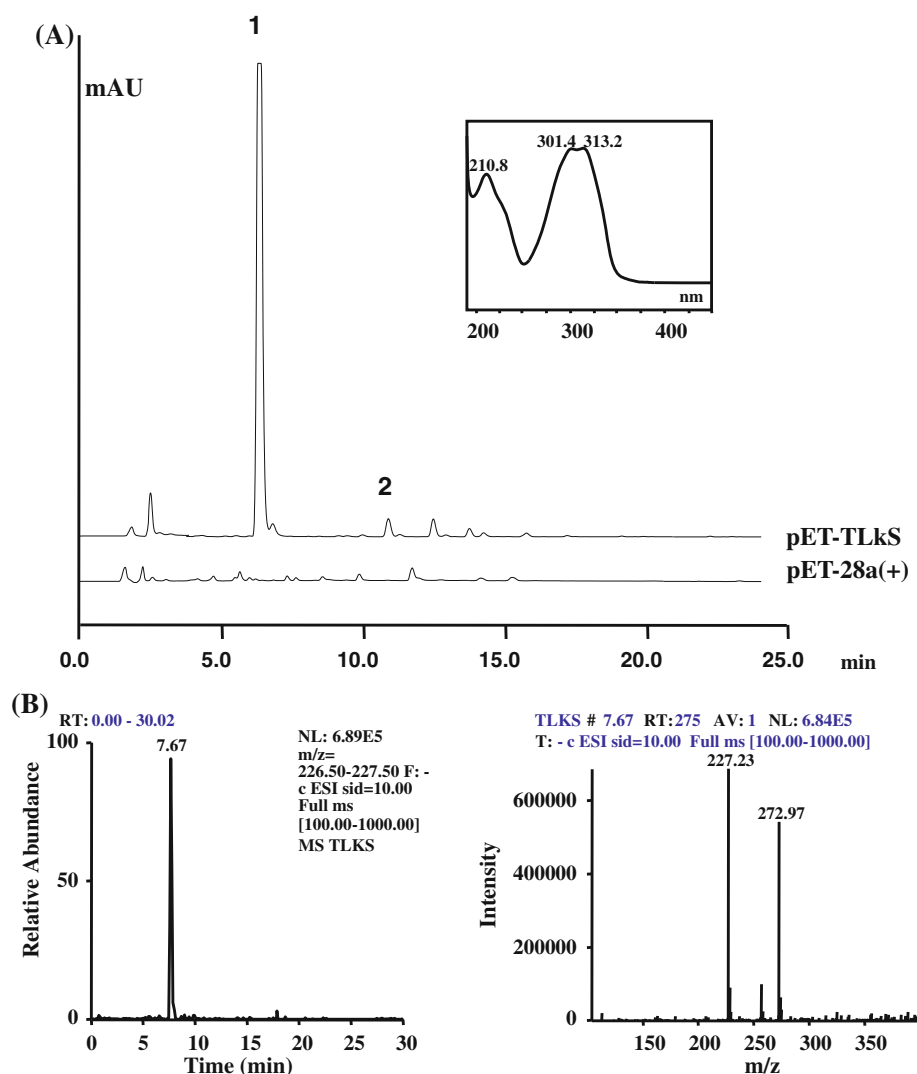 (A)
1
mAU
301.4 313.2
210.8
nm
200 300 400
2
pET-TLkS
pET-28a(+)
0.0 5.0 10.0 15.0 20.0 25.0 min
(B)
RT: 0.00 - 30.02
100
7.67
NL: 6.89E5
m/z=
226.50-227.50 F: -
c ESI sid=10.00
Full ms
[100.00-1000.00]
MS TLKS
Relative Abundance
50
0
0 5 10 15 20 25 30
Time (min)
TLKS # 7.67 RT:275 AV: 1 NL: 6.84E5
T: - c ESI sid=10.00 Full ms [100.00-1000.00]
227.23
272.97
Intensity
600000
400000
200000
0
150 200 250 300 350
m/z